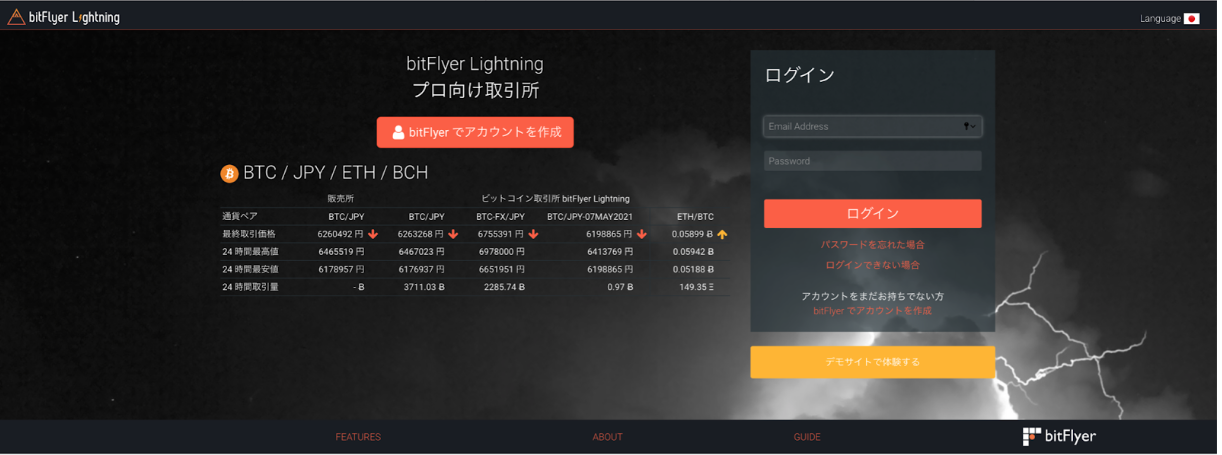 bitFlyer Lightning
Language
bitFlyer Lightning
プロ向け取引所
bitFlyer でアカウントを作成
BTC / JPY / ETH / BCH
販売所 ビットコイン取引所 bitFlyer Lightning
通貨ペア BTC/JPY BTC/JPY BTC-FX/JPY BTC/JPY-07MAY2021 ETH/BTC
最終取引価格 6260492 円 6263268 円 6755391 円 6198865 円 0.05899 Ƀ
24 時間最高値 6465519 円 6467023 円 6978000 円 6413769 円 0.05942 Ƀ
24 時間最安値 6178957 円 6176937 円 6651951 円 6198865 円 0.05188 Ƀ
24 時間取引量 - Ƀ 3711.03 Ƀ 2285.74 Ƀ 0.97 Ƀ 149.35 Ξ
ログイン
Email Address
Password
ログイン
パスワードを忘れた場合
ログインできない場合
アカウントをまだお持ちでない方
bitFlyer でアカウントを作成
デモサイトで体験する
FEATURES ABOUT GUIDE bitFlyer